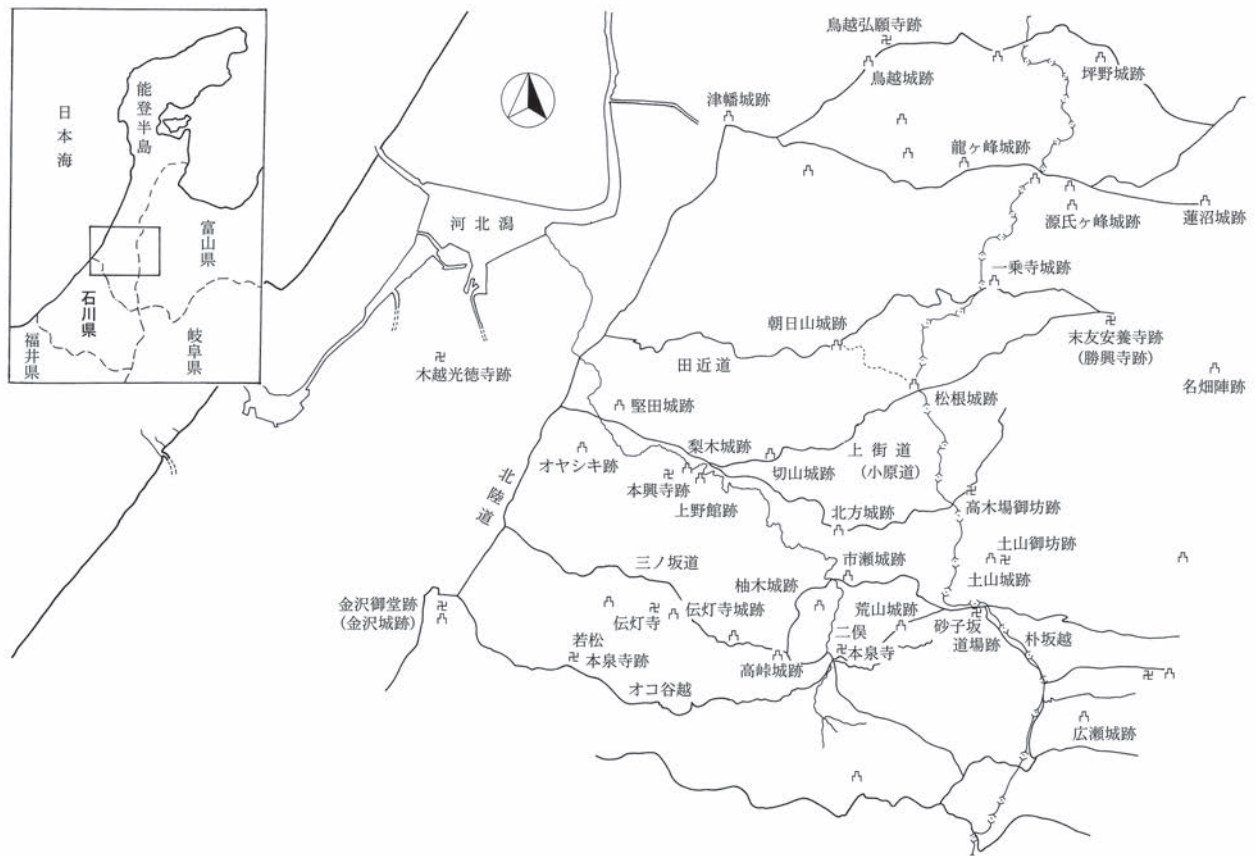 日本海
能登半島
富山県
石川県
福井県
岐阜県
鳥越弘願寺跡
鳥越城跡
坪野城跡
津幡城跡
龍ヶ峰城跡
源氏ヶ峰城跡
蓮沼城跡
河北潟
一乗寺城跡
朝日山城跡
末友安養寺跡
(勝興寺跡)
木越光徳寺跡
田近道
名畑陣跡
松根城跡
堅田城跡
梨木城跡
上街道
(小原道)
オヤシキ跡
切山城跡
本興寺跡
上野館跡
北陸道
北方城跡
高木場御坊跡
土山御坊跡
三ノ坂道
市瀬城跡
土山城跡
柚木城跡
金沢御堂跡
(金沢城跡)
伝灯寺
伝灯寺城跡
荒山城跡
砂子坂
道場跡
朴坂越
若松
本泉寺跡
二俣
本泉寺
高峠城跡
オコ谷越
広瀬城跡